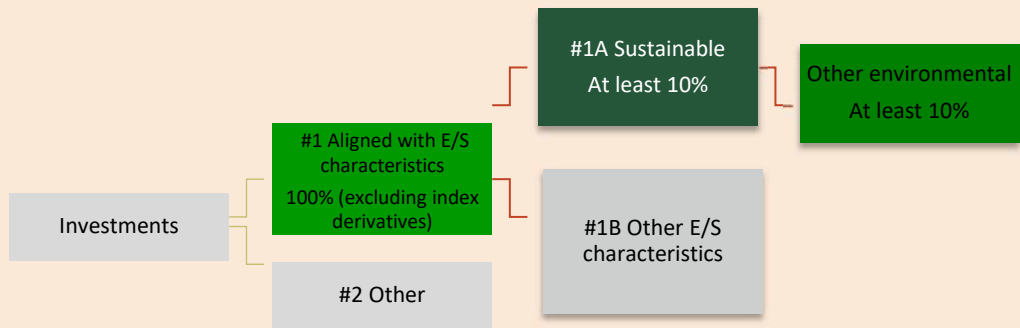 Investments
#1 Aligned with E/S
characteristics
100% (excluding index
derivatives)
#2 Other
#1A Sustainable
At least 10%
#1B Other E/S
characteristics
Other environmental
At least 10%